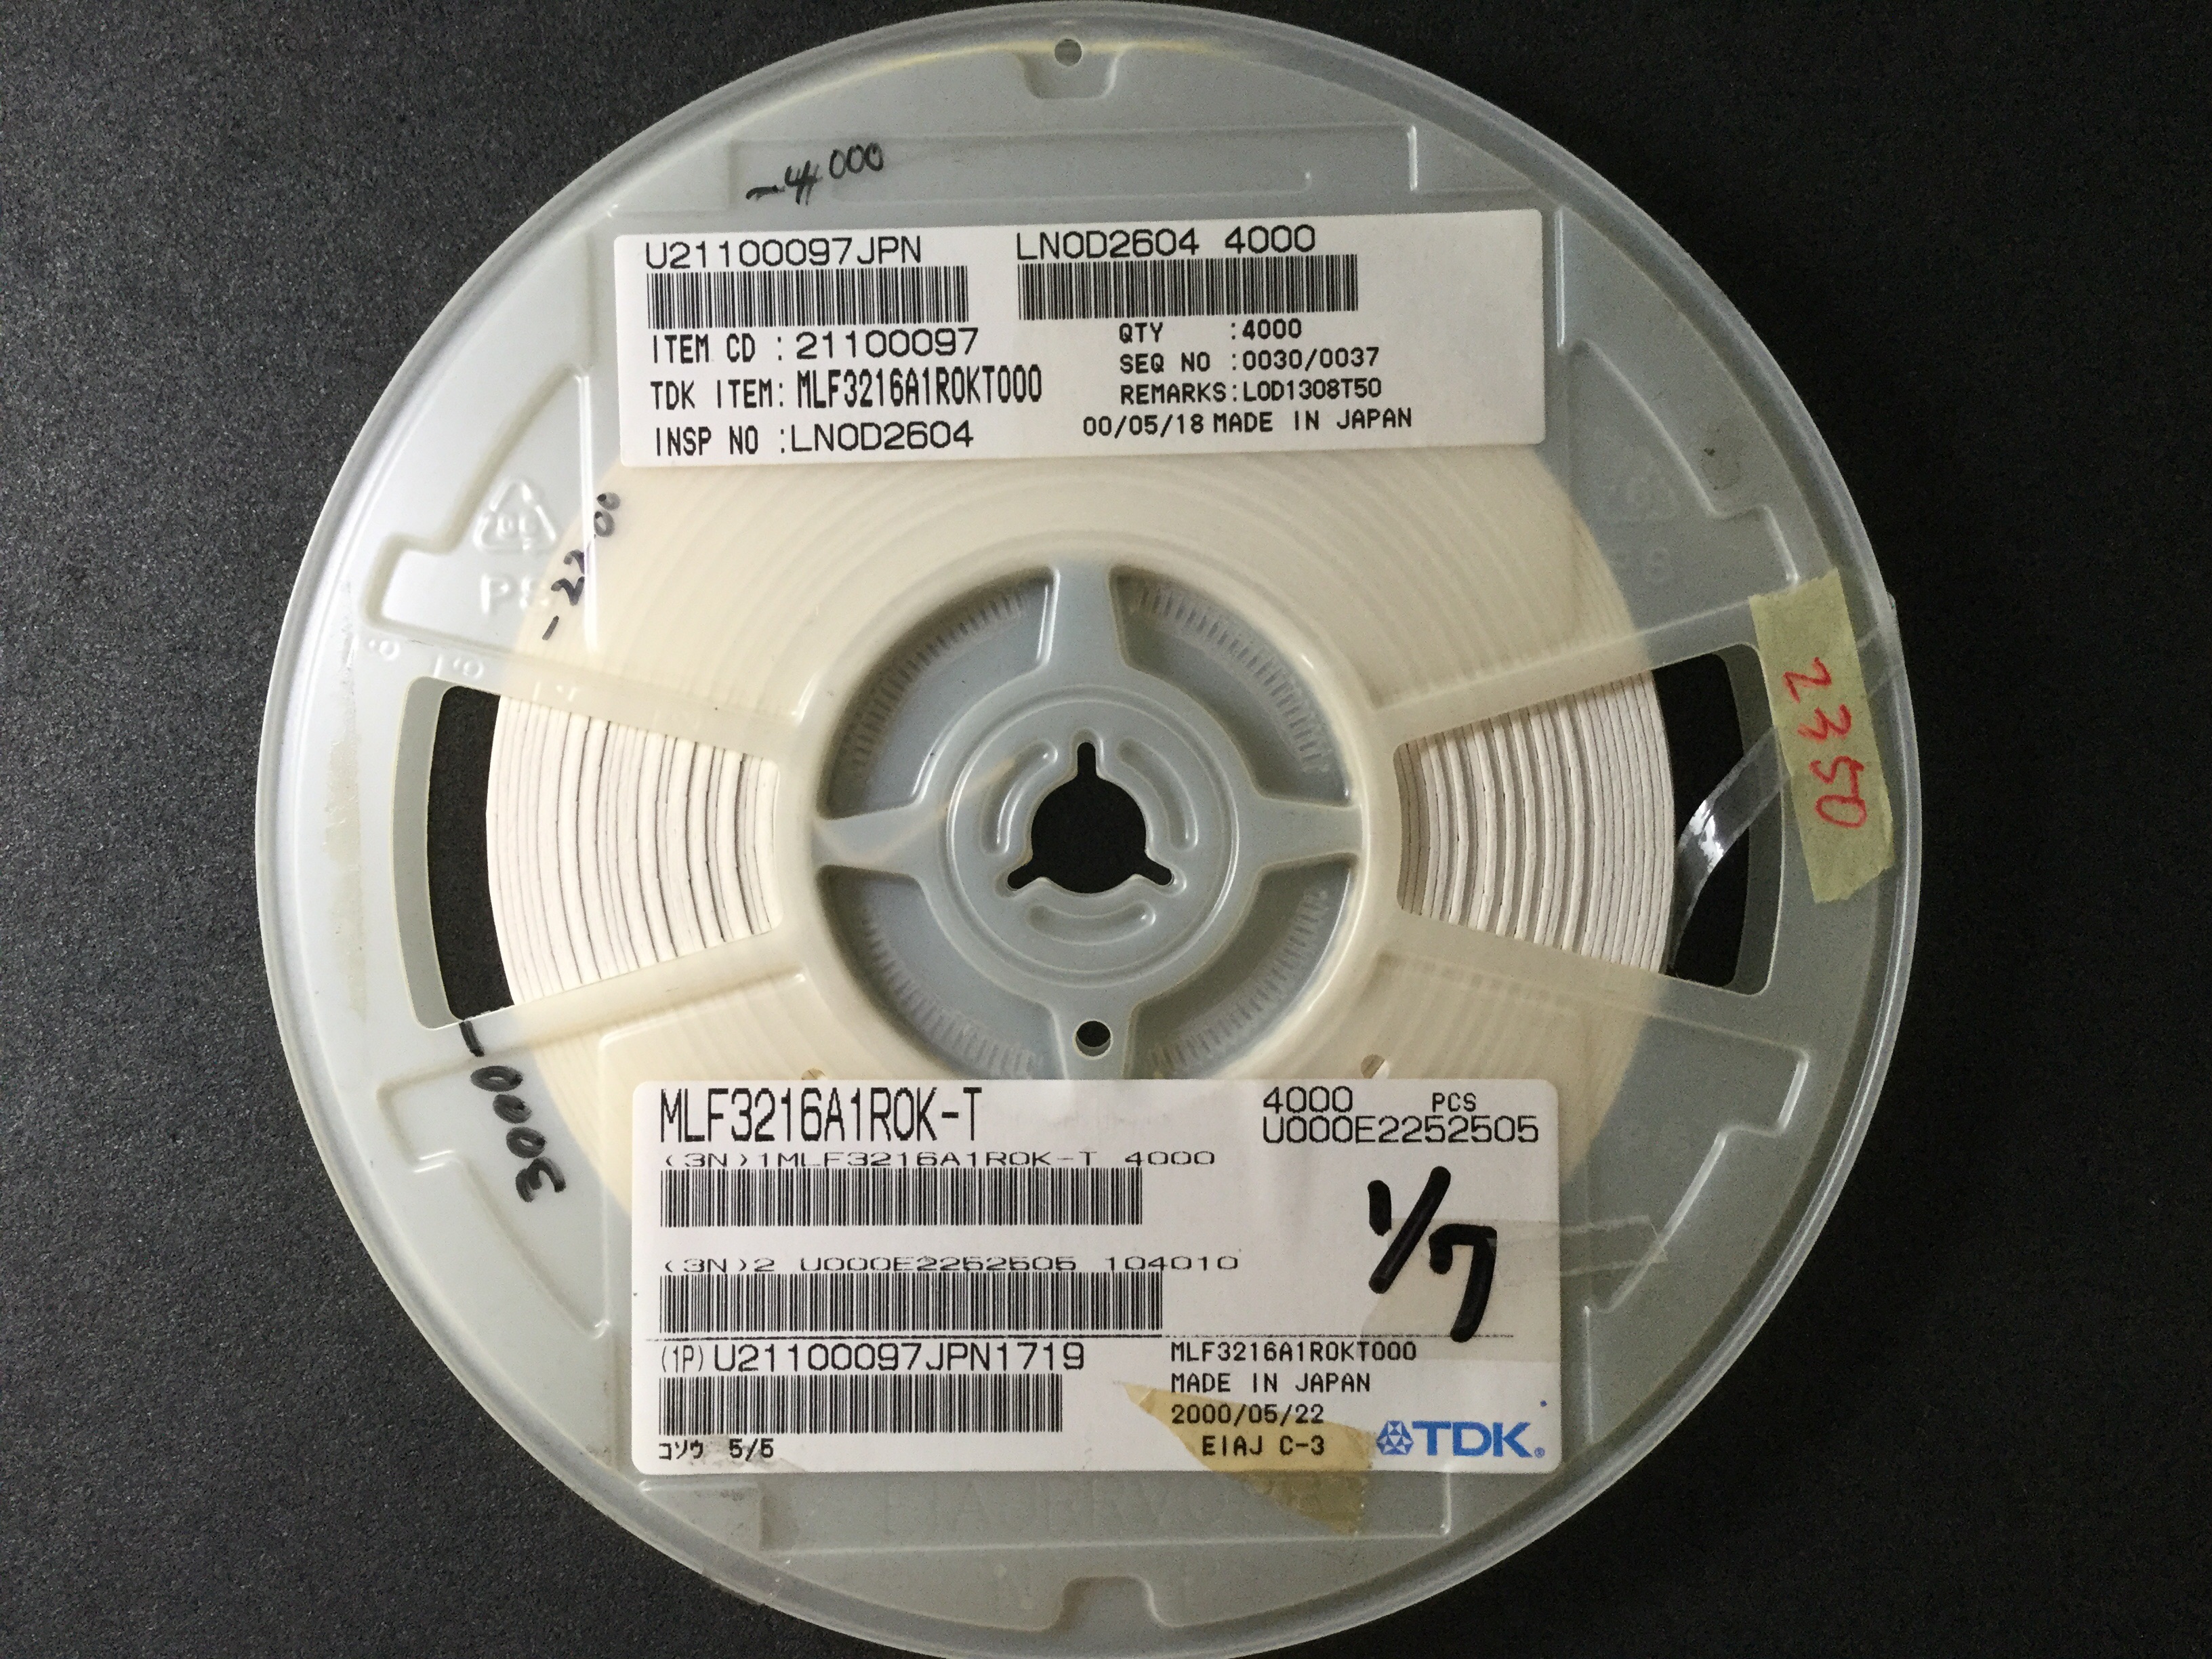 -4000
U21100097JPN
LN0D2604 4000
ITEM CD : 21100097
TDK ITEM: MLF3216A1R0KT000
INSP NO :LN0D2604
QTY :4000
SEQ NO :0030/0037
REMARKS:L0D1308T50
00/05/18 MADE IN JAPAN
PS
2350
-3000
MLF3216A1R0K-T
4000 PCS
U000E2252505
(3N)1MLF3216A1R0K-T 4000
(3N)2 U000E2252505 104010
1/7
(1P)U21100097JPN1719
コソウ 5/5
MLF3216A1R0KT000
MADE IN JAPAN
2000/05/22
EIAJ C-3
TDK